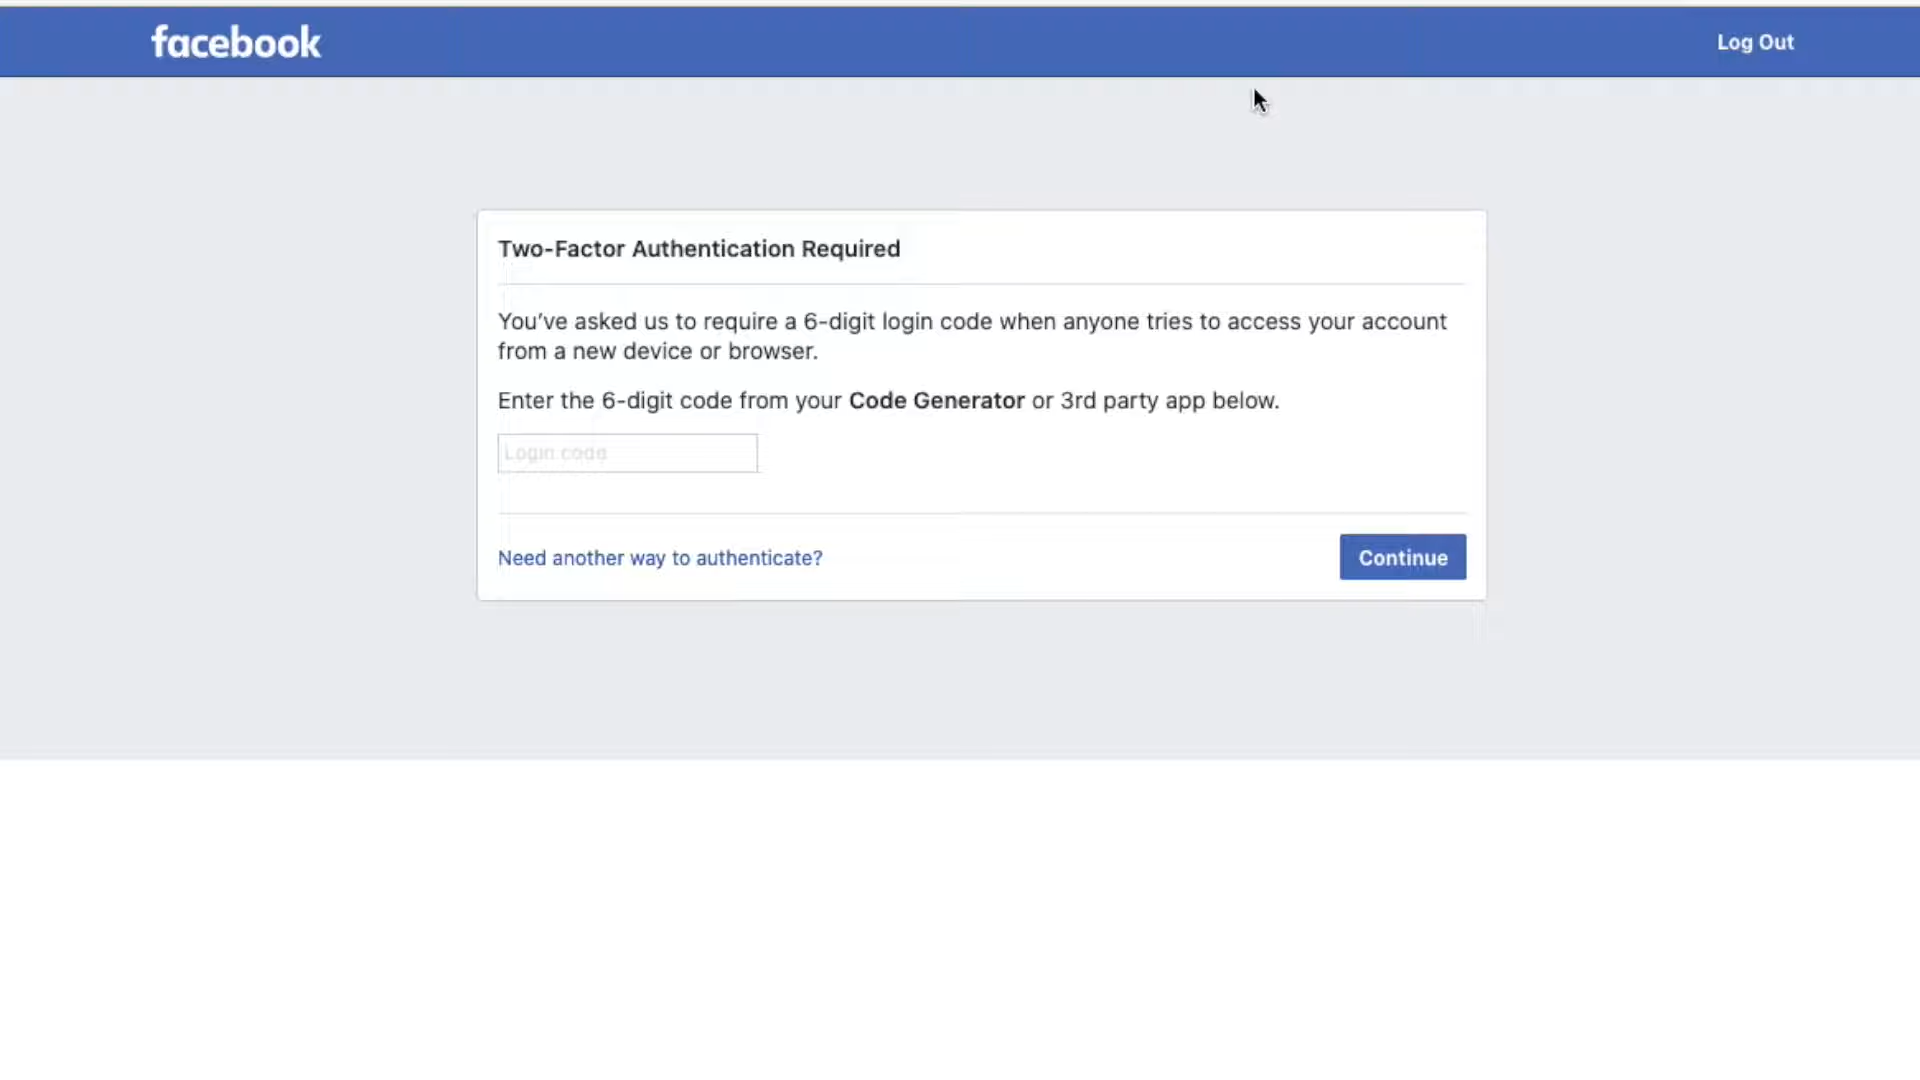 facebook
Log Out
Two-Factor Authentication Required
You've asked us to require a 6-digit login code when anyone tries to access your account
from a new device or browser.
Enter the 6-digit code from your Code Generator or 3rd party app below.
Login code
Need another way to authenticate?
Continue